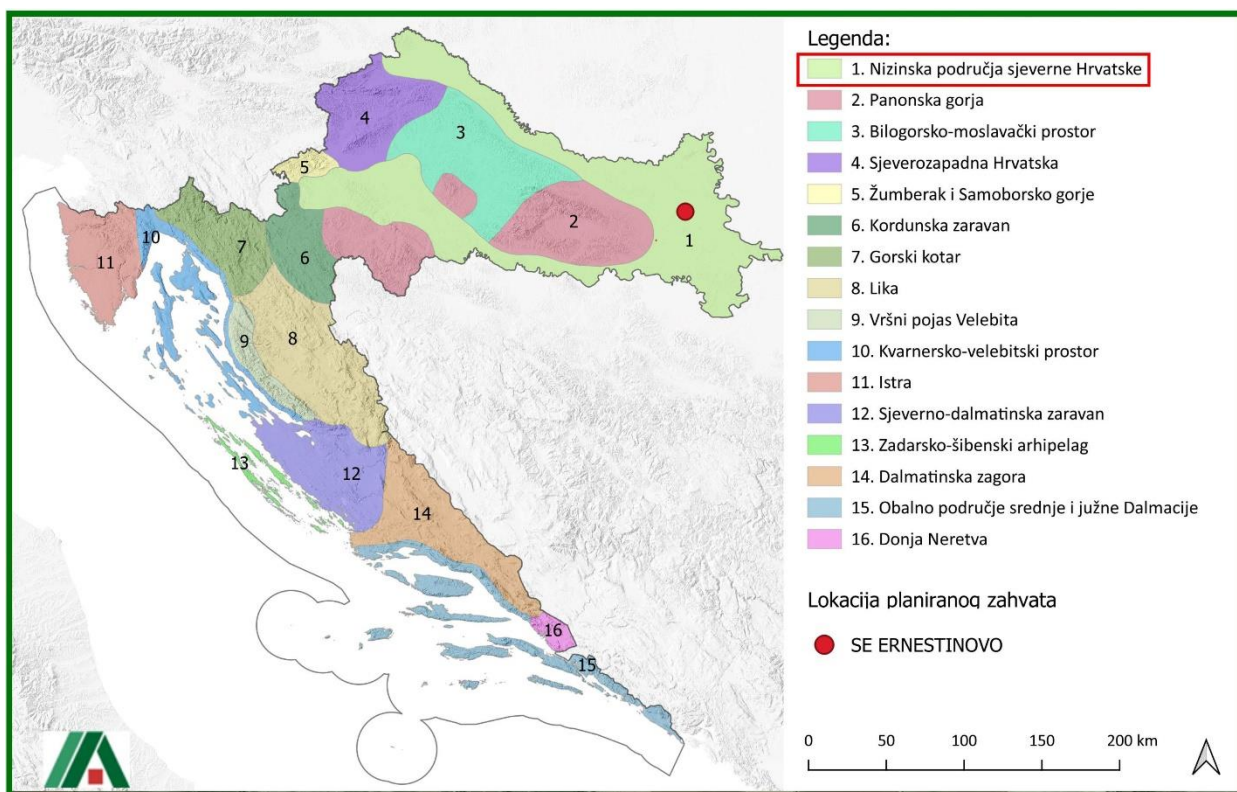 4
3
5
2
1
11
10
7
6
9
8
13
12
14
16
15
Legenda:
1. Nizinska područja sjeverne Hrvatske
2. Panonska gorja
3. Bilogorsko-moslavački prostor
4. Sjeverozapadna Hrvatska
5. Žumberak i Samoborsko gorje
6. Kordunska zaravan
7. Gorski kotar
8. Lika
9. Vršni pojas Velebita
10. Kvarnersko-velebitski prostor
11. Istra
12. Sjeverno-dalmatinska zaravan
13. Zadarsko-šibenski arhipelag
14. Dalmatinska zagora
15. Obalno područje srednje i južne Dalmacije
16. Donja Neretva
Lokacija planiranog zahvata
SE ERNESTINOVO
0 50 100 150 200 km